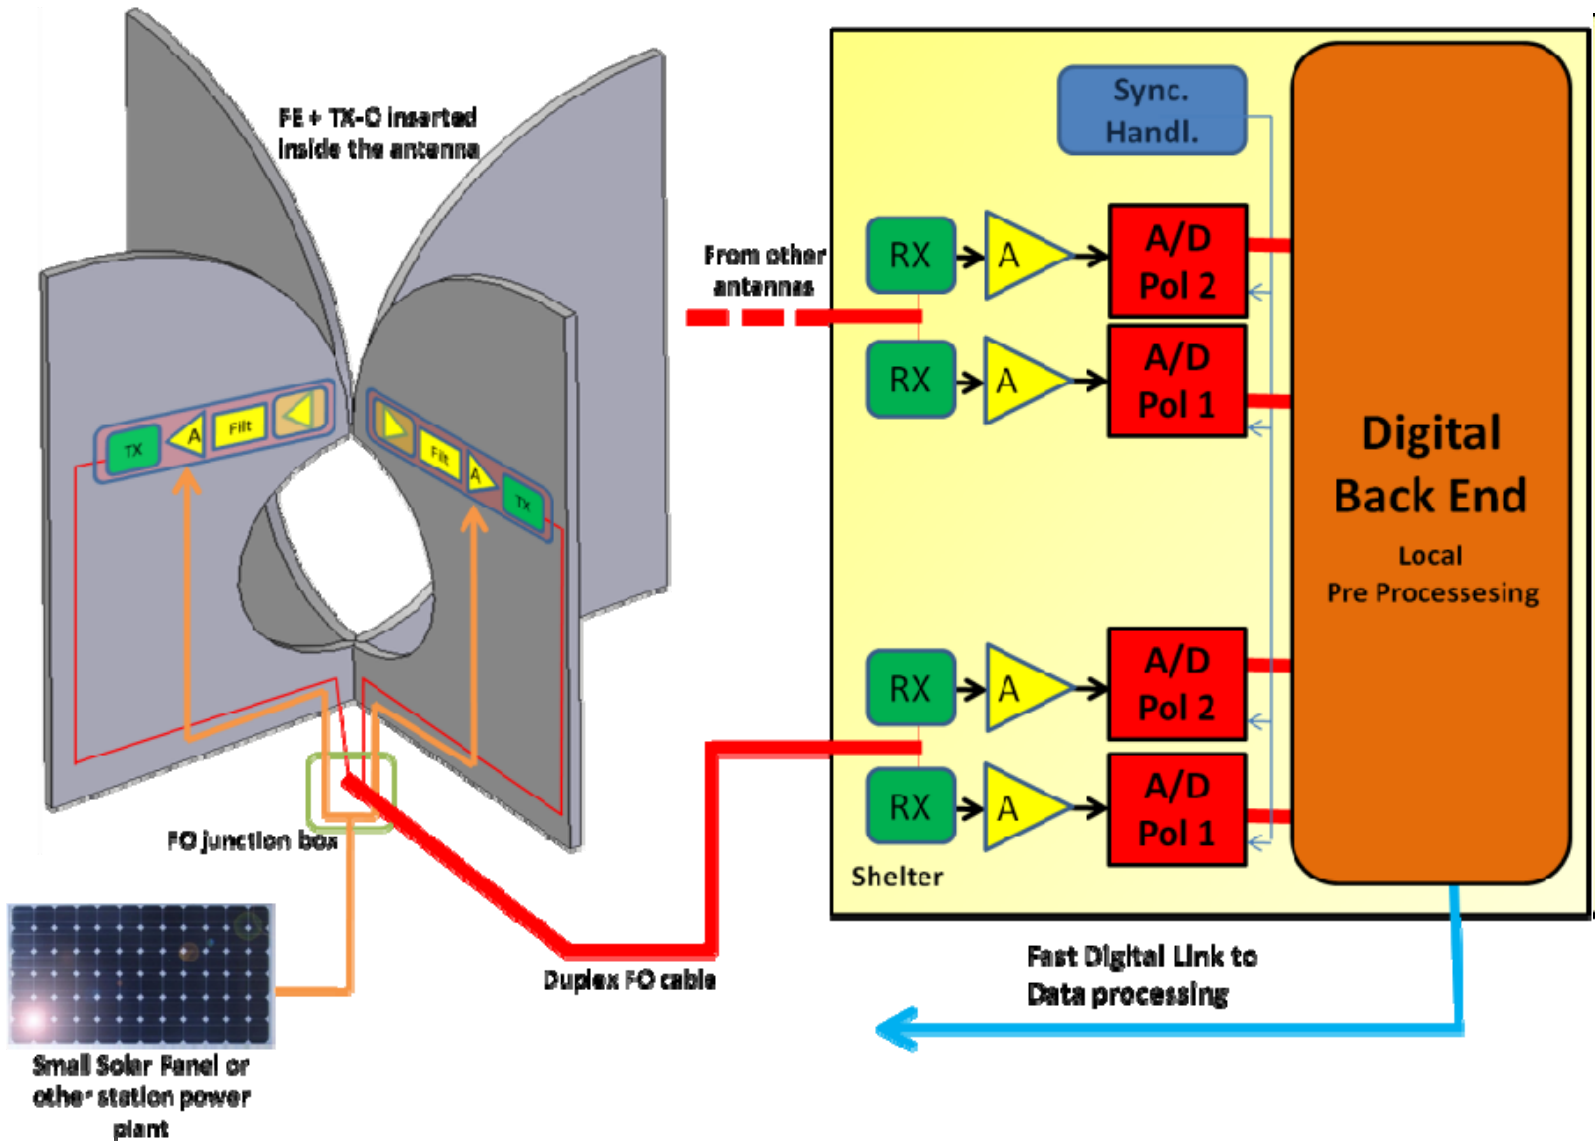 FE + TX-O inserted
inside the antenna
TX
A
Filt
Filt
A
TX
FO junction box
Small Solar Panel or
other station power
plant
Duplex FO cable
From other
antennas
Sync.
Handl.
RX
A
A/D
Pol 2
RX
A
A/D
Pol 1
RX
A
A/D
Pol 2
RX
A
A/D
Pol 1
Shelter
Digital
Back End
Local
Pre Processesing
Fast Digital Link to
Data processing